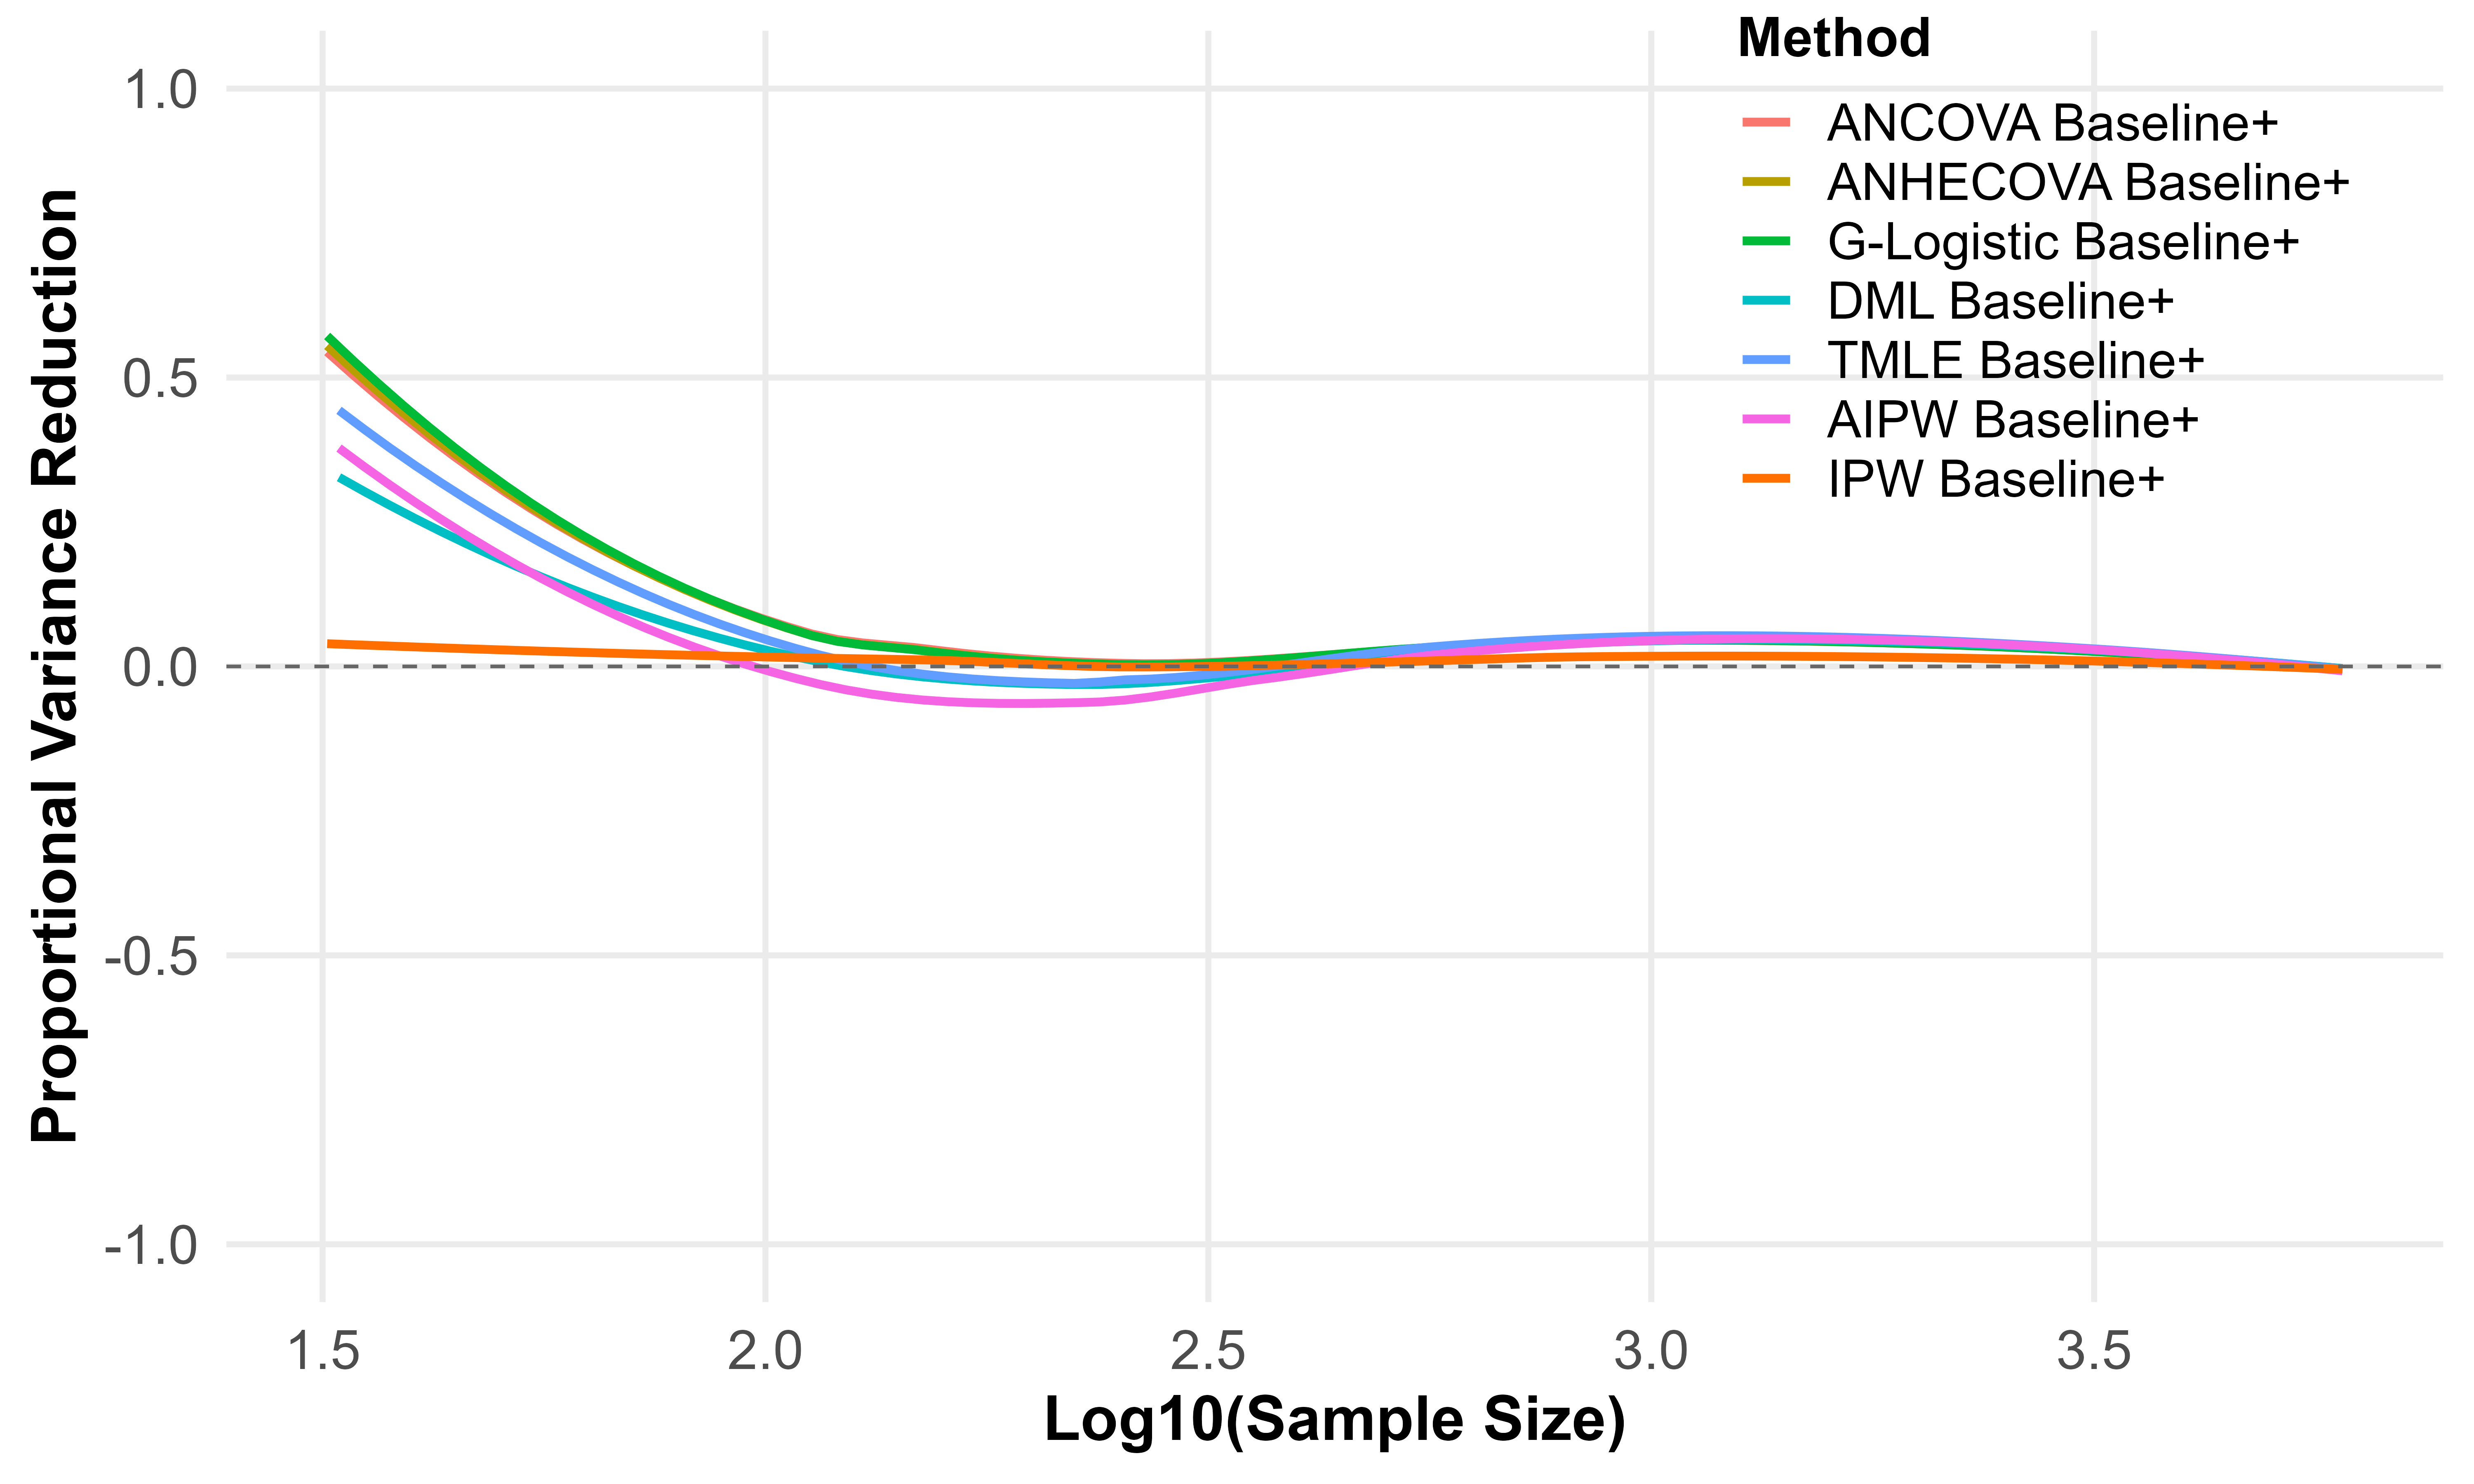 Method
ANCOVA Baseline+
ANHECOVA Baseline+
G-Logistic Baseline+
DML Baseline+
TMLE Baseline+
AIPW Baseline+
IPW Baseline+
Proportional Variance Reduction
1.0
0.5
0.0
-0.5
-1.0
1.5 2.0 2.5 3.0 3.5
Log10(Sample Size)